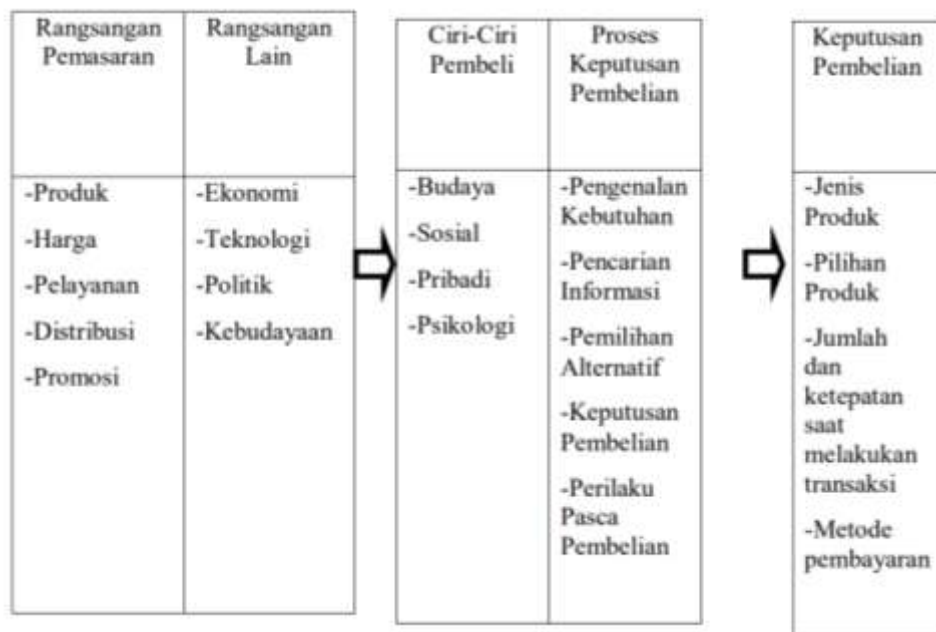 Rangsangan
Pemasaran
Rangsangan
Lain
-Produk
-Harga
-Pelayanan
-Distribusi
-Promosi
-Ekonomi
-Teknologi
-Politik
-Kebudayaan
Ciri-Ciri
Pembeli
Proses
Keputusan
Pembelian
-Budaya
-Sosial
-Pribadi
-Psikologi
-Pengenalan
Kebutuhan
-Pencarian
Informasi
-Pemilihan
Alternatif
-Keputusan
Pembelian
-Perilaku
Pasca
Pembelian
Keputusan
Pembelian
-Jenis
Produk
-Pilihan
Produk
-Jumlah
dan
ketepatan
saat
melakukan
transaksi
-Metode
pembayaran